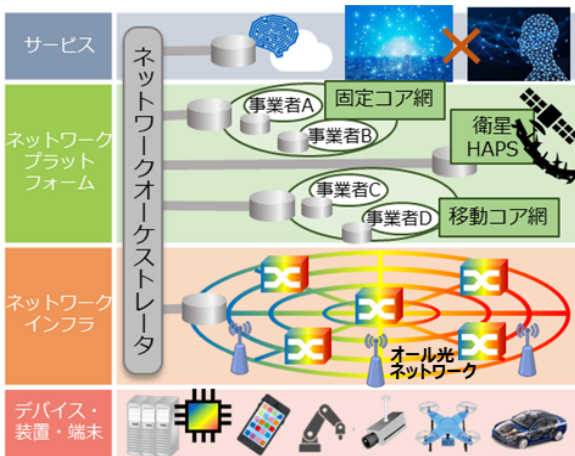 サービス
ネットワーク
プラット
フォーム
ネットワーク
インフラ
デバイス・
装置・端末
ネットワークオーケストレータ
事業者A
事業者B
固定コア網
衛星
HAPS
事業者C
事業者D
移動コア網
オール光
ネットワーク